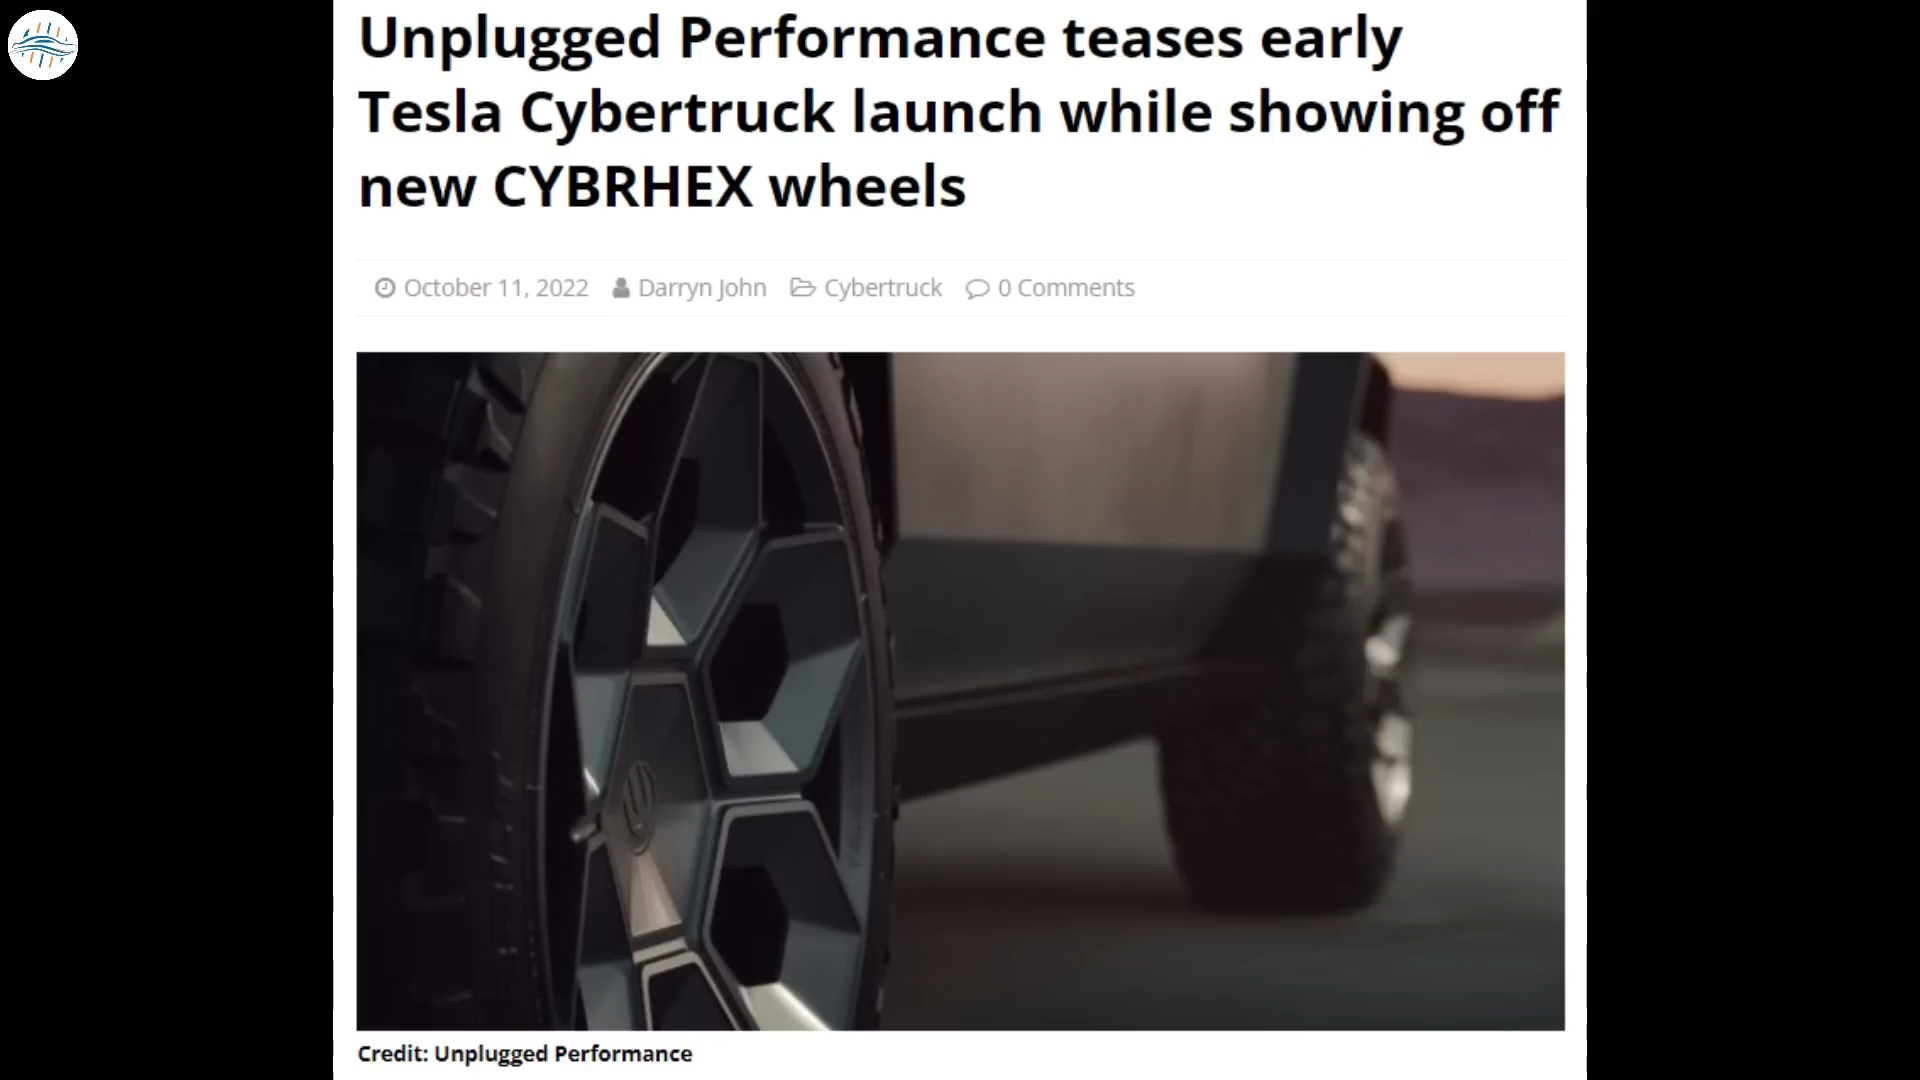 Unplugged Performance teases early
Tesla Cybertruck launch while showing off
new CYBRHEX wheels
October 11, 2022 Darryn John Cybertruck 0 Comments
Credit: Unplugged Performance